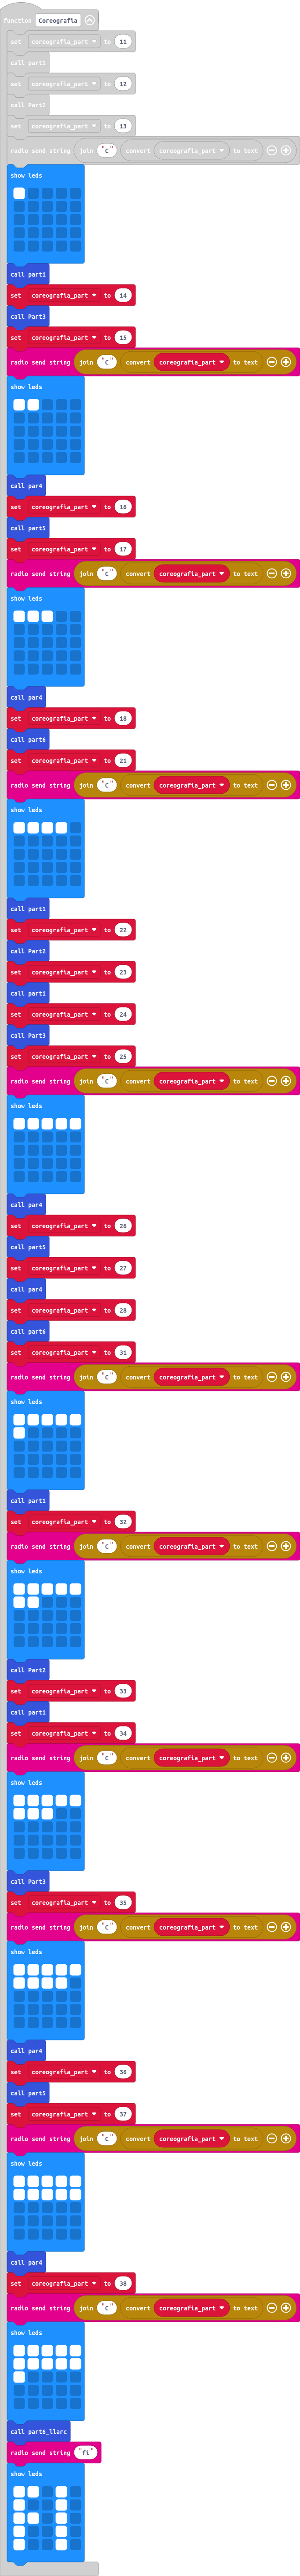 function Coreografia
set coreografia_part to 11
call part1
set coreografia_part to 12
call Part2
set coreografia_part to 13
radio send string join "C" convert coreografia_part to text
show leds
call part1
set coreografia_part to 14
call Part3
set coreografia_part to 15
radio send string join "C" convert coreografia_part to text
show leds
call par4
set coreografia_part to 16
call part5
set coreografia_part to 17
radio send string join "C" convert coreografia_part to text
show leds
call par4
set coreografia_part to 18
call part6
set coreografia_part to 21
radio send string join "C" convert coreografia_part to text
show leds
call part1
set coreografia_part to 22
call Part2
set coreografia_part to 23
call part1
set coreografia_part to 24
call Part3
set coreografia_part to 25
radio send string join "C" convert coreografia_part to text
show leds
call par4
set coreografia_part to 26
call part5
set coreografia_part to 27
call par4
set coreografia_part to 28
call part6
set coreografia_part to 31
radio send string join "C" convert coreografia_part to text
show leds
call part1
set coreografia_part to 32
radio send string join "C" convert coreografia_part to text
show leds
call Part2
set coreografia_part to 33
call part1
set coreografia_part to 34
radio send string join "C" convert coreografia_part to text
show leds
call Part3
set coreografia_part to 35
radio send string join "C" convert coreografia_part to text
show leds
call par4
set coreografia_part to 36
call part5
set coreografia_part to 37
radio send string join "C" convert coreografia_part to text
show leds
call par4
set coreografia_part to 38
radio send string join "C" convert coreografia_part to text
show leds
call part6_llarc
radio send string "fi"
show leds